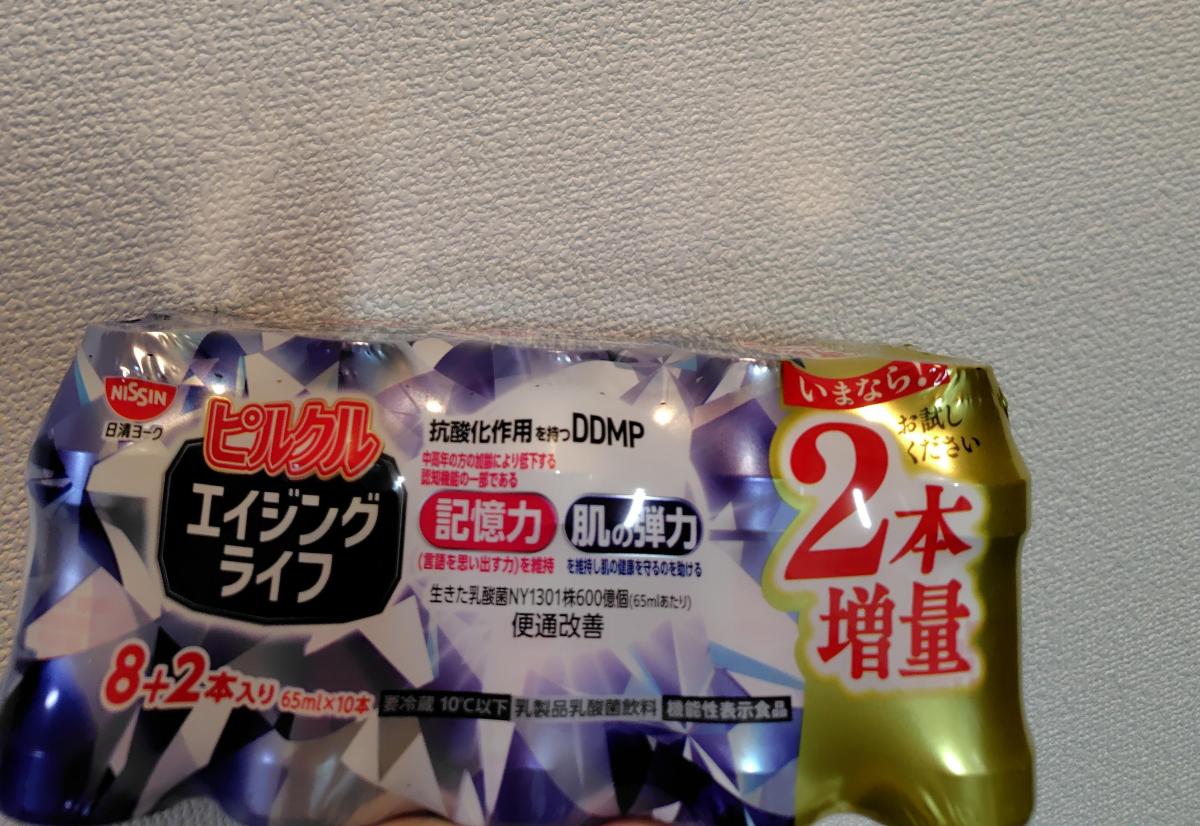 NISSIN
日清ヨーク
ピルクル
エイジング
ライフ
8+2本入り 65ml×10本
抗酸化作用を持つDDMP
中高年の方の加齢により低下する
認知機能の一部である
記憶力
(言語を思い出す力)を維持
肌の弾力
を維持し肌の健康を守るのを助ける
生きた乳酸菌NY1301株600億個(65mlあたり)
便通改善
要冷蔵 10℃以下 乳製品乳酸菌飲料 機能性表示食品
いまなら!
お試し
ください
2本
増量